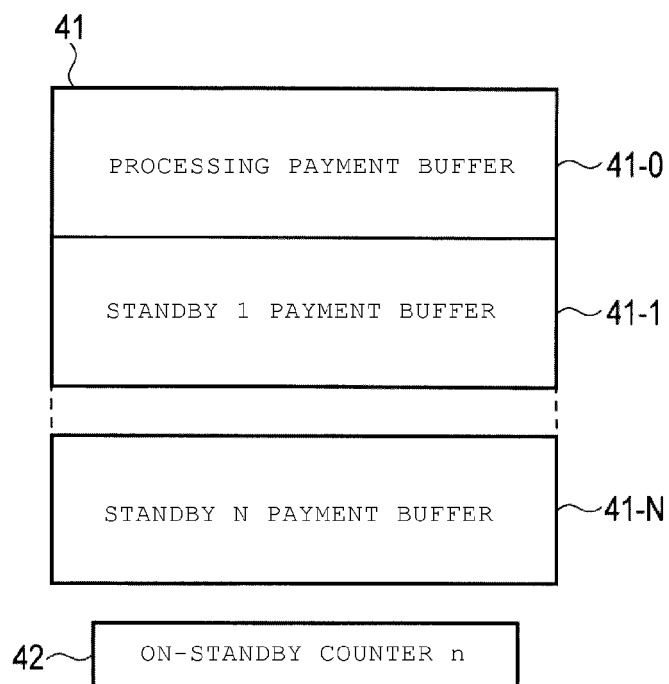 41
PROCESSING PAYMENT BUFFER
41-0
STANDBY 1 PAYMENT BUFFER
41-1
STANDBY N PAYMENT BUFFER
41-N
42
ON-STANDBY COUNTER n